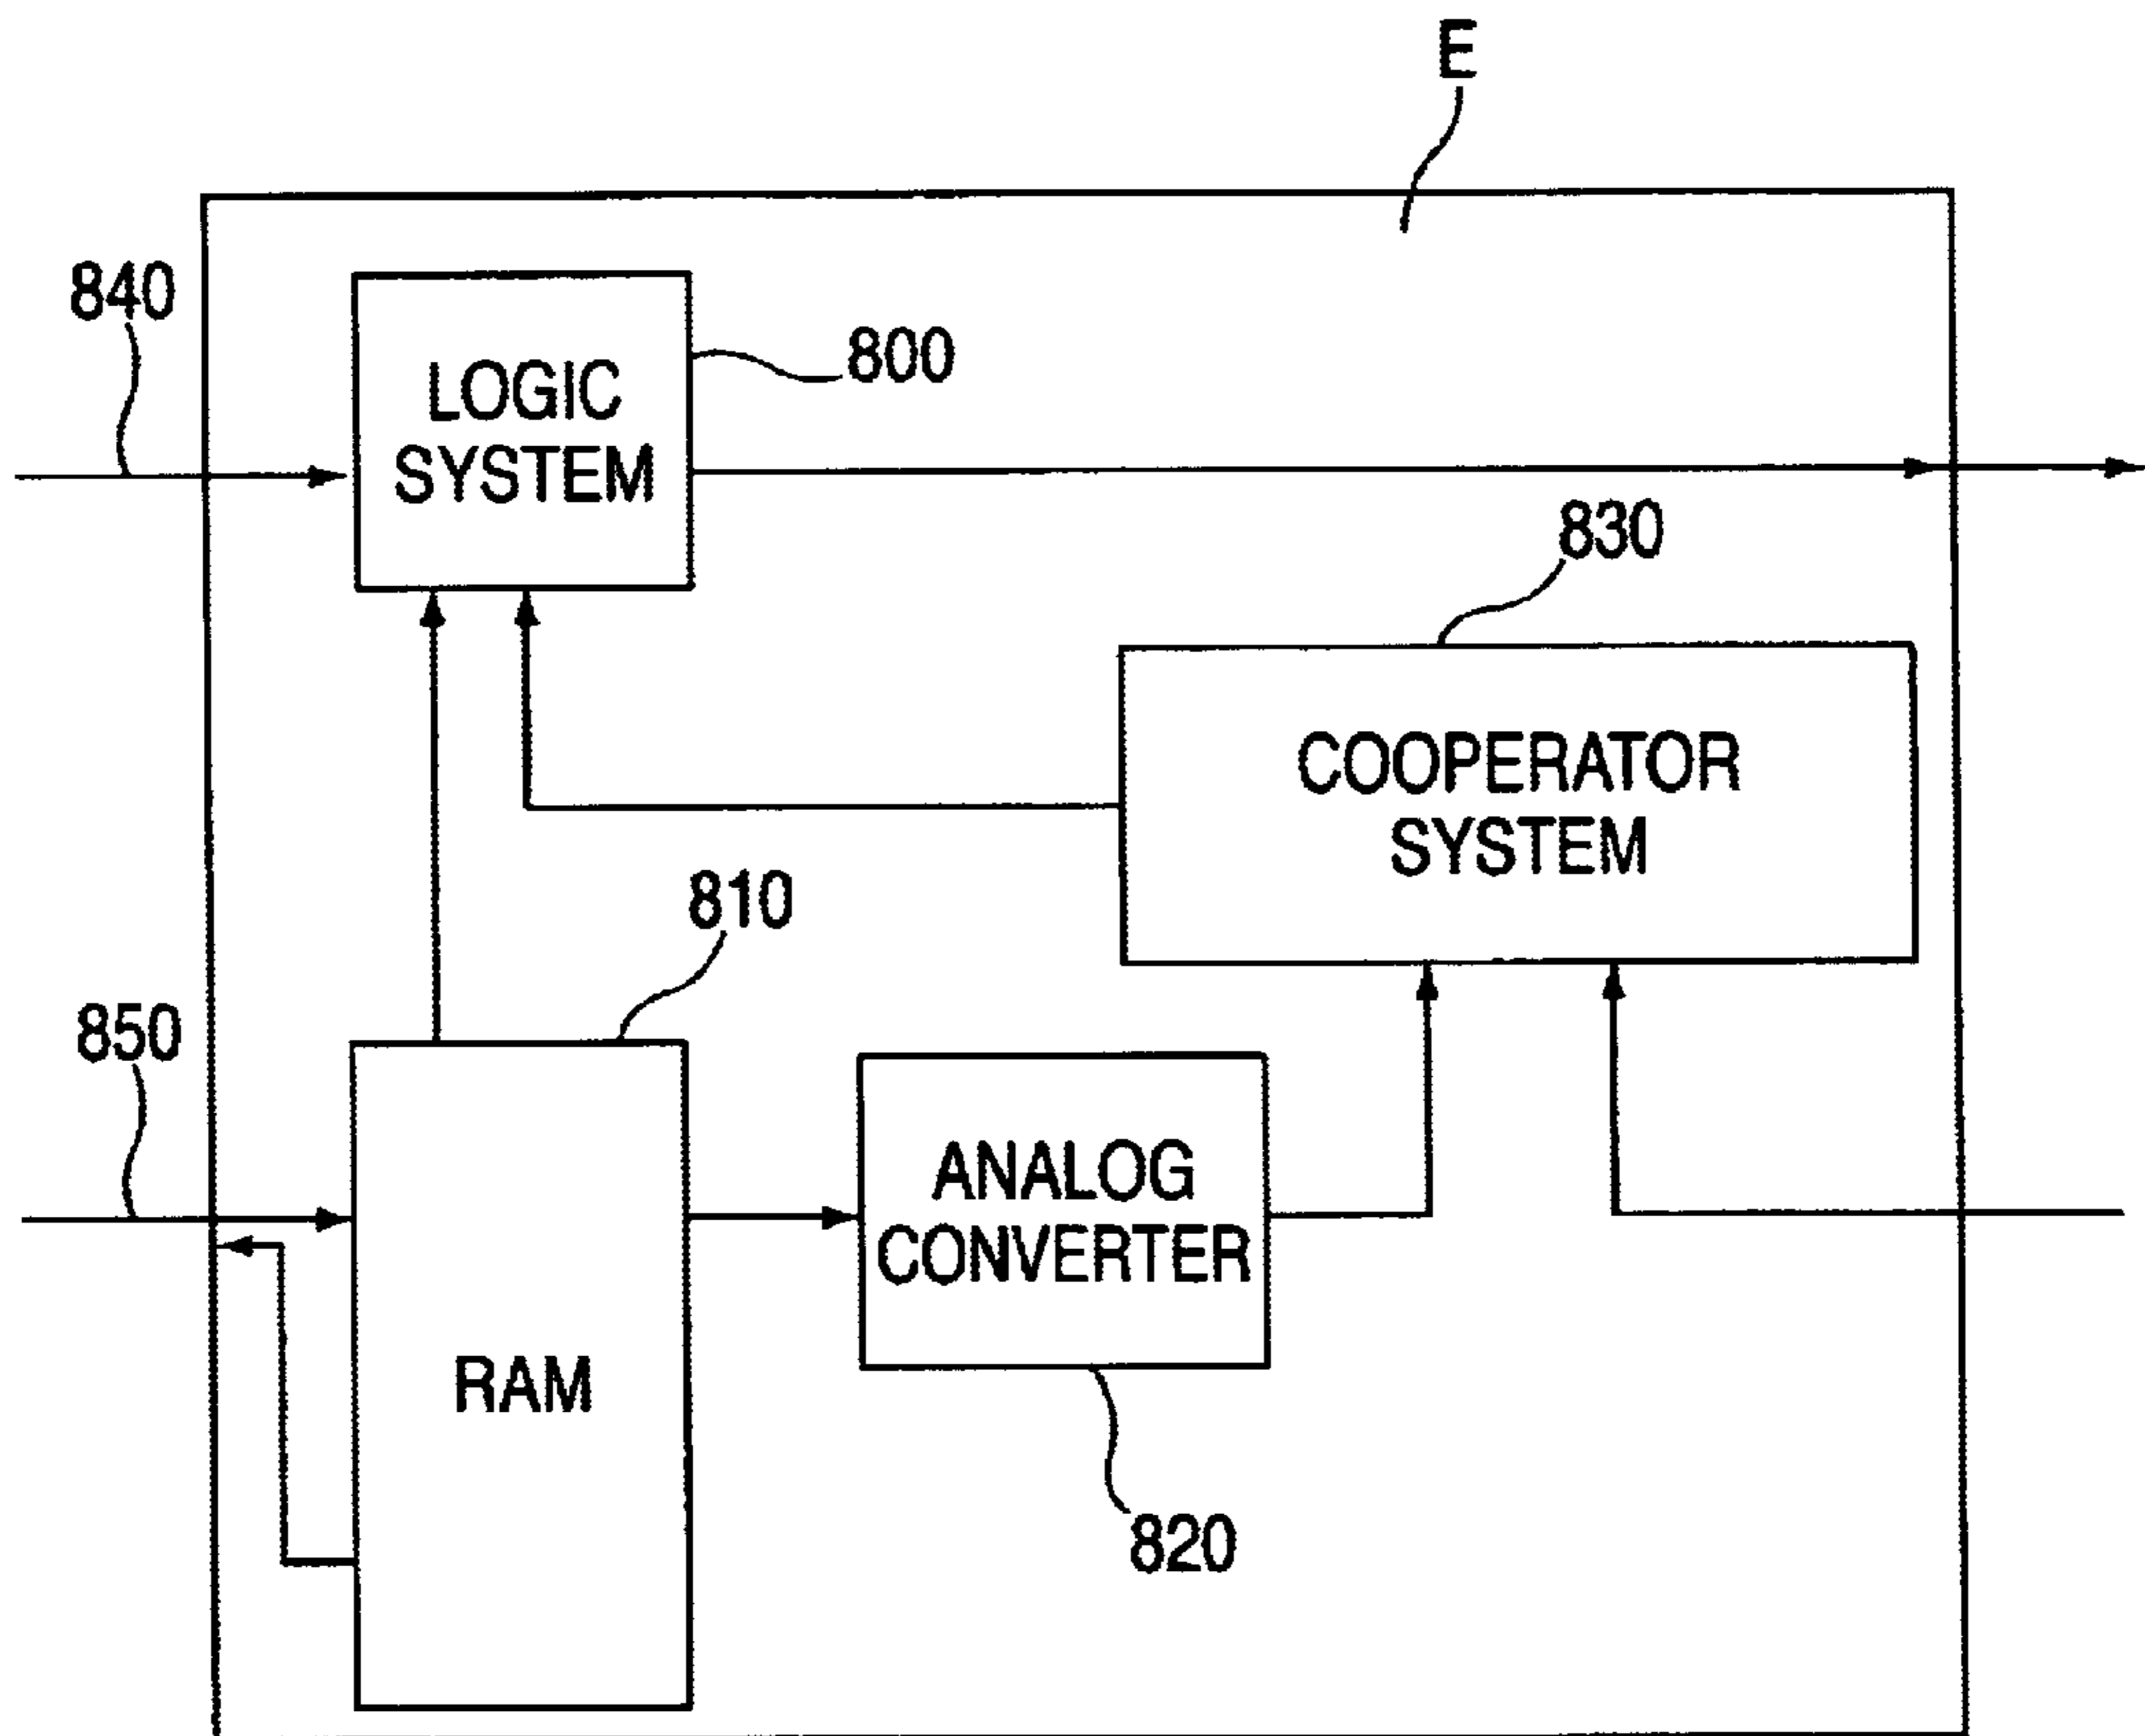 E
840
LOGIC
SYSTEM
800
830
COOPERATOR
SYSTEM
810
850
ANALOG
CONVERTER
RAM
820